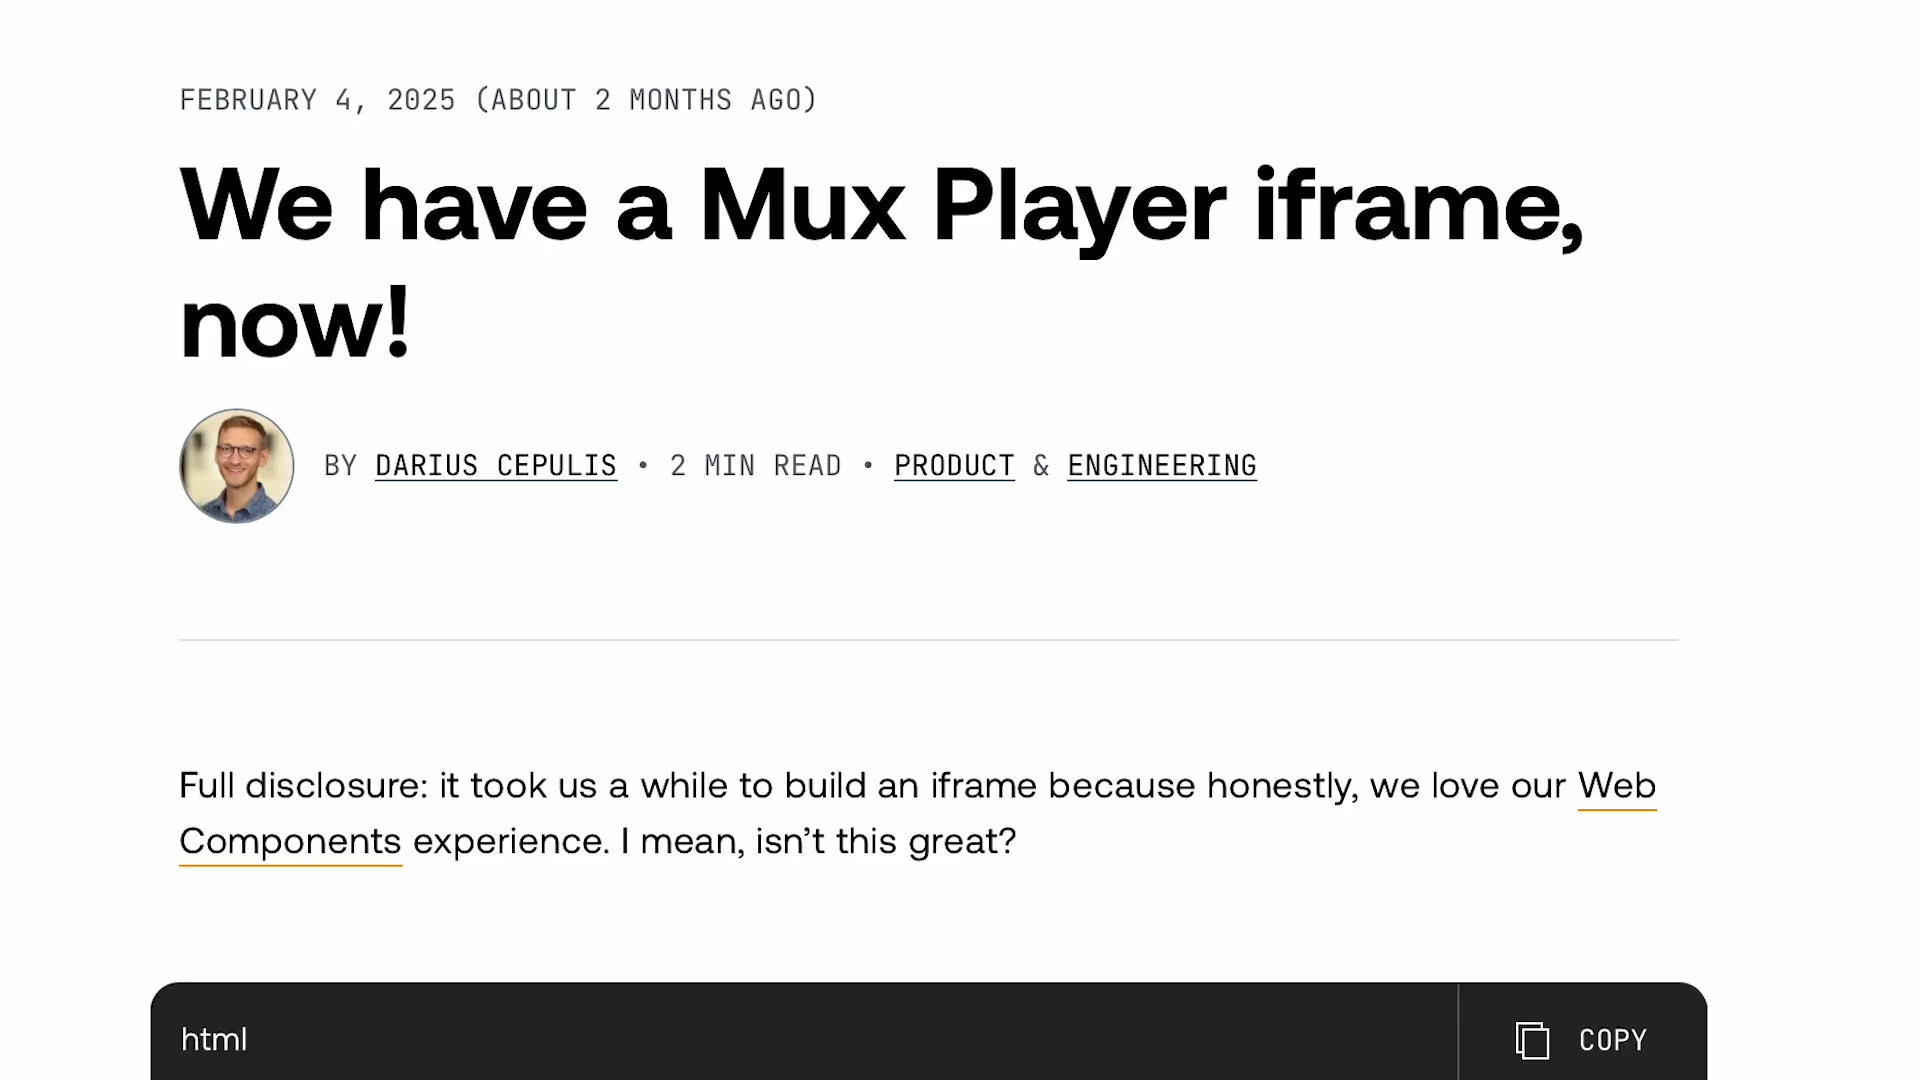 FEBRUARY 4, 2025 (ABOUT 2 MONTHS AGO)
We have a Mux Player iframe,
now!
BY DARIUS CEPULIS • 2 MIN READ • PRODUCT & ENGINEERING
Full disclosure: it took us a while to build an iframe because honestly, we love our Web
Components experience. I mean, isn’t this great?
html
COPY